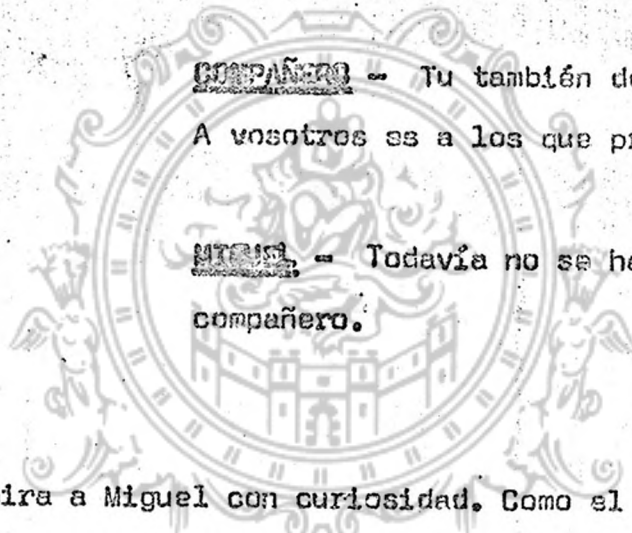 COMPAÑERO - Tu también de
A vosotros es a los que pr
MIGUEL. - Todavía no se ha
compañero.
ira a Miguel con curiosidad. Como el